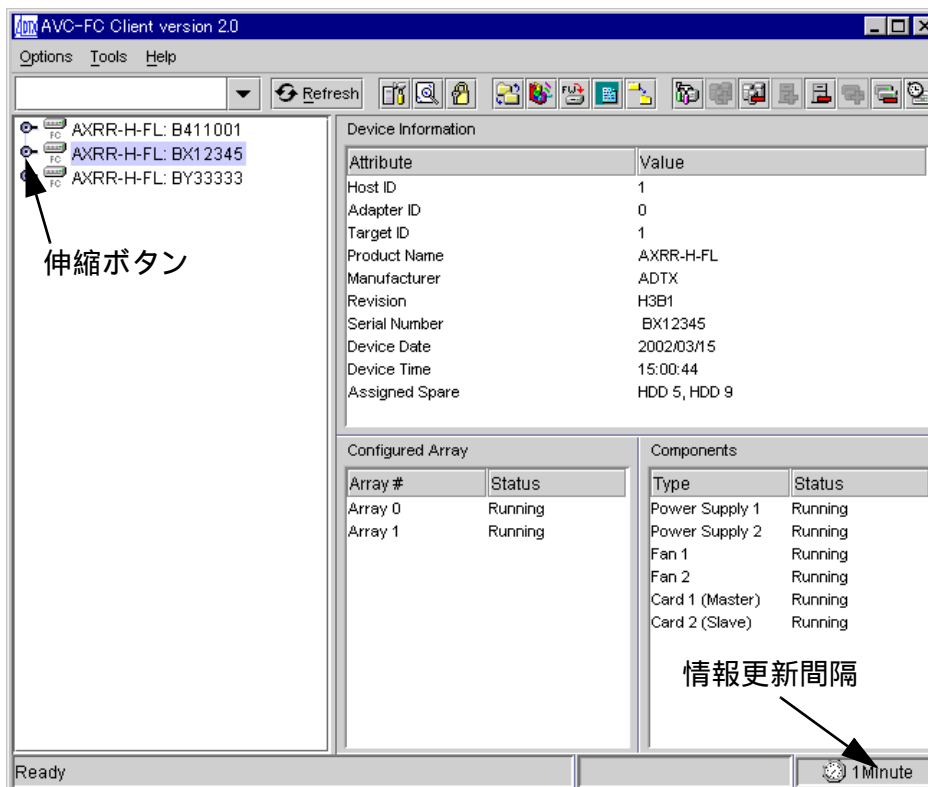 ADTX AVC-FC Client version 2.0
Options Tools Help
Refresh
AXRR-H-FL: B411001
FC
AXRR-H-FL: BX12345
FC
AXRR-H-FL: BY33333
FC
伸縮ボタン
Device Information
Attribute Value
Host ID 1
Adapter ID 0
Target ID 1
Product Name AXRR-H-FL
Manufacturer ADTX
Revision H3B1
Serial Number BX12345
Device Date 2002/03/15
Device Time 15:00:44
Assigned Spare HDD 5, HDD 9
Configured Array
Array # Status
Array 0 Running
Array 1 Running
Components
Type Status
Power Supply 1 Running
Power Supply 2 Running
Fan 1 Running
Fan 2 Running
Card 1 (Master) Running
Card 2 (Slave) Running
情報更新間隔
Ready
1 Minute